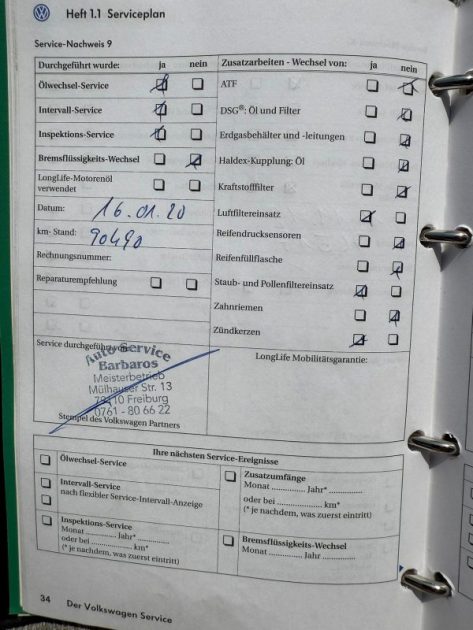 Heft 1.1 Serviceplan
Service-Nachweis 9
Durchgeführt wurde: ja nein
Ölwechsel-Service
Intervall-Service
Inspektions-Service
Bremsflüssigkeits-Wechsel
LongLife-Motorenöl
verwendet
Datum: 16.01.20
km- Stand: 90490
Rechnungsnummer:
Reparaturempfehlung
Service durchgeführt von:
Auto-Service
Barbaros
Meisterbetrieb
Mülhauser Str. 13
79110 Freiburg
0761 - 80 66 22
Stempel des Volkswagen Partners
Zusatzarbeiten - Wechsel von: ja nein
ATF
DSG®: Öl und Filter
Erdgasbehälter und -leitungen
Haldex-Kupplung: Öl
Kraftstofffilter
Luftfiltereinsatz
Reifendrucksensoren
Reifenfüllflasche
Staub- und Pollenfiltereinsatz
Zahnriemen
Zündkerzen
LongLife Mobilitätsgarantie:
Ihre nächsten Service-Ereignisse
Ölwechsel-Service
Intervall-Service
nach flexibler Service-Intervall-Anzeige
Inspektions-Service
Monat .............. Jahr* ..............
oder bei .............. km*
(* je nachdem, was zuerst eintritt)
Zusatzumfänge
Monat .............. Jahr* ..............
oder bei .............. km*
(* je nachdem, was zuerst eintritt)
Bremsflüssigkeits-Wechsel
Monat .............. Jahr ..............
34 Der Volkswagen Service